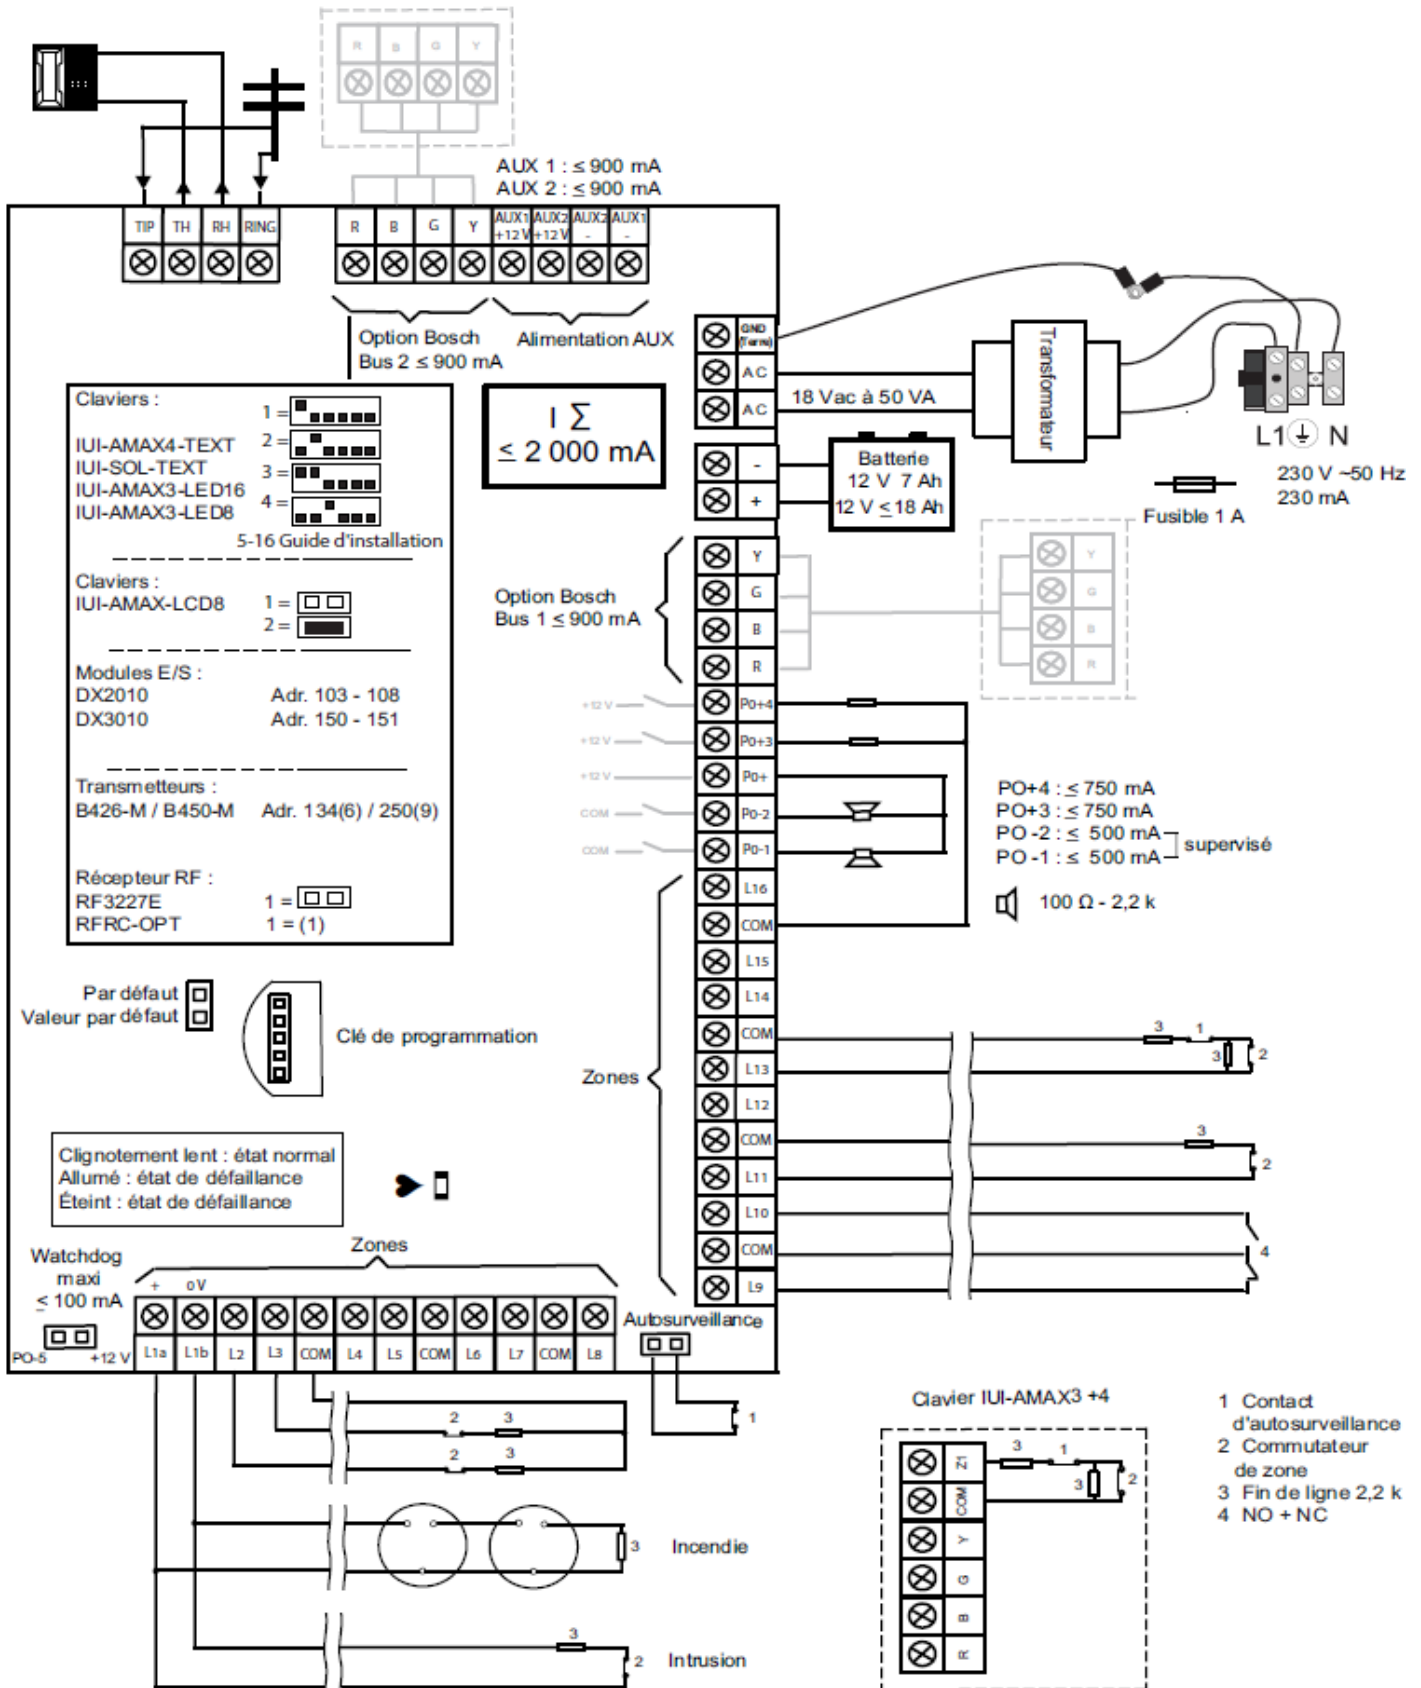 R B G Y
AUX 1 : ≤ 900 mA
AUX 2 : ≤ 900 mA
TIP TH RH RING
R B G Y AUX1 +12 V AUX2 +12 V AUX2 - AUX1 -
Option Bosch
Bus 2 ≤ 900 mA
Alimentation AUX
GND (Terre)
AC
AC
18 Vac à 50 VA
Transformateur
L1 N
230 V ~50 Hz
230 mA
Fusible 1 A
I Σ
≤ 2 000 mA
-
+
Batterie
12 V 7 Ah
12 V ≤ 18 Ah
Claviers :
IUI-AMAX4-TEXT
IUI-SOL-TEXT
IUI-AMAX3-LED16
IUI-AMAX3-LED8
1 =
2 =
3 =
4 =
5-16 Guide d'installation
Claviers :
IUI-AMAX-LCD8
1 =
2 =
Modules E/S :
DX2010 Adr. 103 - 108
DX3010 Adr. 150 - 151
Transmetteurs :
B426-M / B450-M Adr. 134(6) / 250(9)
Récepteur RF :
RF3227E 1 =
RFRC-OPT 1 = (1)
Option Bosch
Bus 1 ≤ 900 mA
Y
G
B
R
Y
G
B
R
+12 V
+12 V
+12 V
COM
COM
Po+4
Po+3
Po+
Po-2
Po-1
PO+4 : ≤ 750 mA
PO+3 : ≤ 750 mA
PO -2 : ≤ 500 mA
PO -1 : ≤ 500 mA
supervisé
100 Ω - 2,2 k
Zones
L16
COM
L15
L14
COM
L13
L12
COM
L11
L10
COM
L9
3 1
3 2
3
2
4
Par défaut
Valeur par défaut
Clé de programmation
Clignotement lent : état normal
Allumé : état de défaillance
Éteint : état de défaillance
Watchdog
maxi
≤ 100 mA
PO-5 +12 V
Zones
+ 0 V
L1a L1b L2 L3 COM L4 L5 COM L6 L7 COM L8
Autosurveillance
1
2 3
2 3
3 Incendie
3
2 Intrusion
Clavier IUI-AMAX3 +4
Z1
COM
Y
G
B
R
3 1
3 2
1 Contact
d'autosurveillance
2 Commutateur
de zone
3 Fin de ligne 2,2 k
4 NO + NC